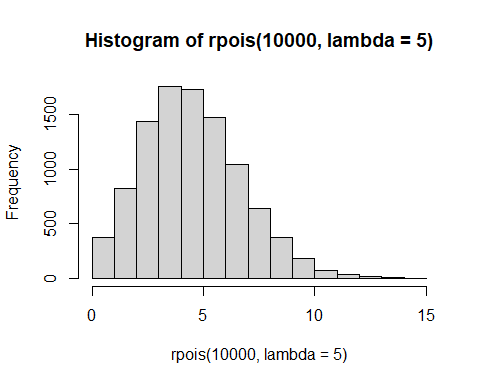 Histogram of rpois(10000, lambda = 5)
Frequency
1500
1000
500
0
0 5 10 15
rpois(10000, lambda = 5)